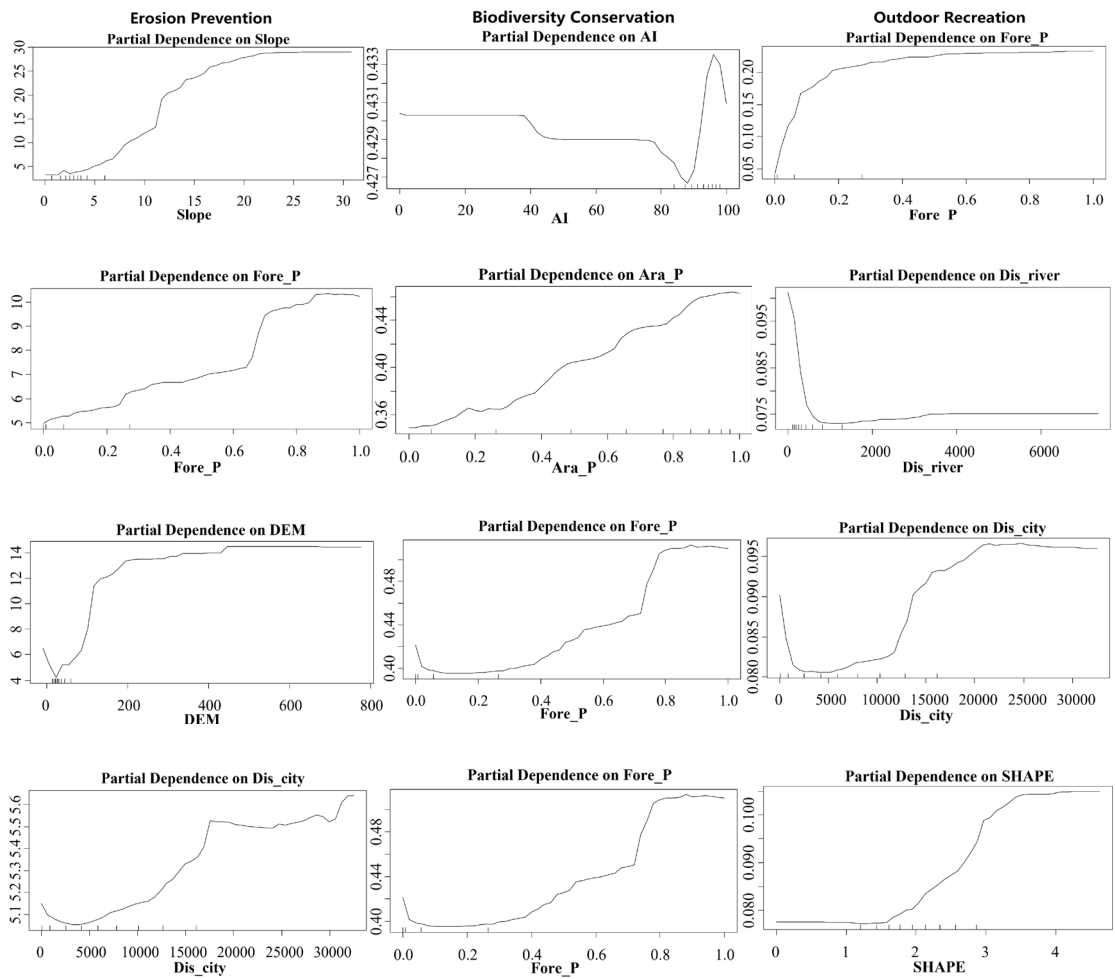 Erosion Prevention
Biodiversity Conservation
Outdoor Recreation
Partial Dependence on Slope
30
25
20
15
10
5
0 5 10 15 20 25 30
Slope
Partial Dependence on AI
0.433
0.431
0.429
0.427
0 20 40 60 80 100
AI
Partial Dependence on Fore_P
0.20
0.15
0.10
0.05
0.0 0.2 0.4 0.6 0.8 1.0
Fore P
Partial Dependence on Fore_P
10
9
8
7
6
5
0.0 0.2 0.4 0.6 0.8 1.0
Fore_P
Partial Dependence on Ara_P
0.44
0.40
0.36
0.0 0.2 0.4 0.6 0.8 1.0
Ara_P
Partial Dependence on Dis_river
0.095
0.085
0.075
0 2000 4000 6000
Dis_river
Partial Dependence on DEM
14
12
10
8
6
4
0 200 400 600 800
DEM
Partial Dependence on Fore_P
0.48
0.44
0.40
0.0 0.2 0.4 0.6 0.8 1.0
Fore_P
Partial Dependence on Dis_city
0.095
0.090
0.085
0.080
0 5000 10000 15000 20000 25000 30000
Dis_city
Partial Dependence on Dis_city
5.6
5.5
5.4
5.3
5.2
5.1
0 5000 10000 15000 20000 25000 30000
Dis_city
Partial Dependence on Fore_P
0.48
0.44
0.40
0.0 0.2 0.4 0.6 0.8 1.0
Fore_P
Partial Dependence on SHAPE
0.100
0.090
0.080
0 1 2 3 4
SHAPE